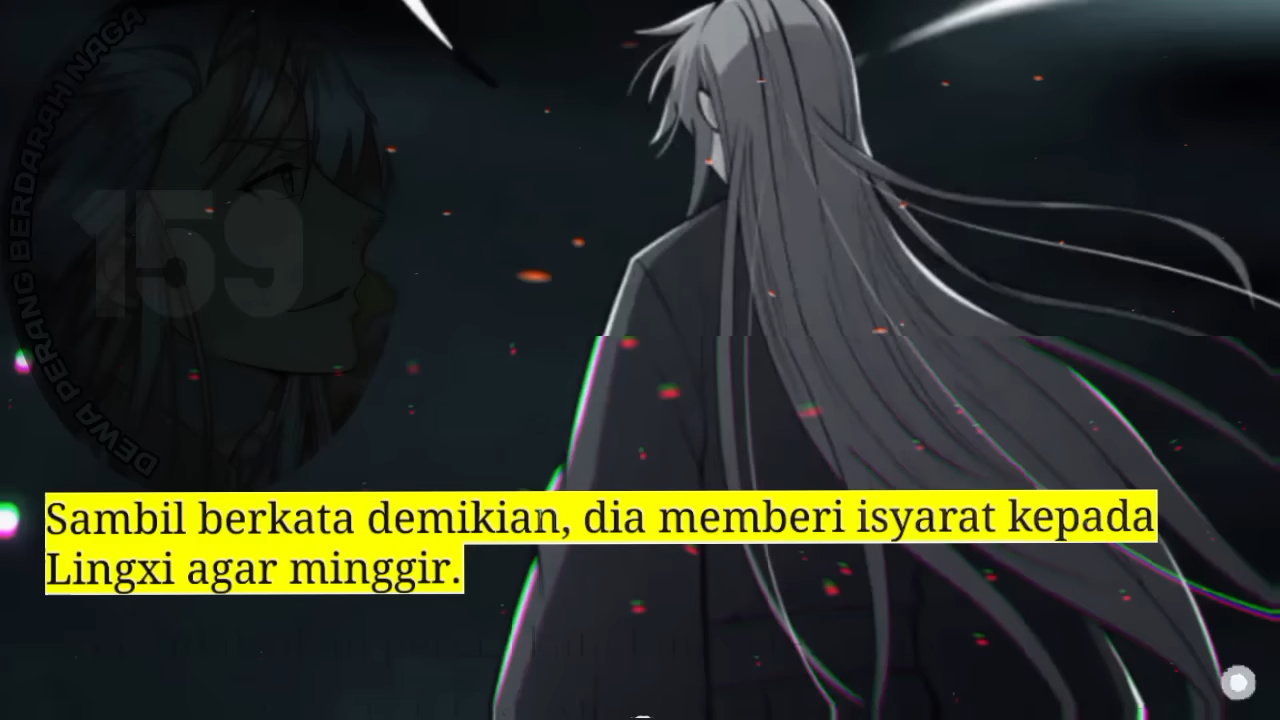 DEWA PERANG BERDARAH NAGA
159
Sambil berkata demikian, dia memberi isyarat kepada
Lingxi agar minggir.